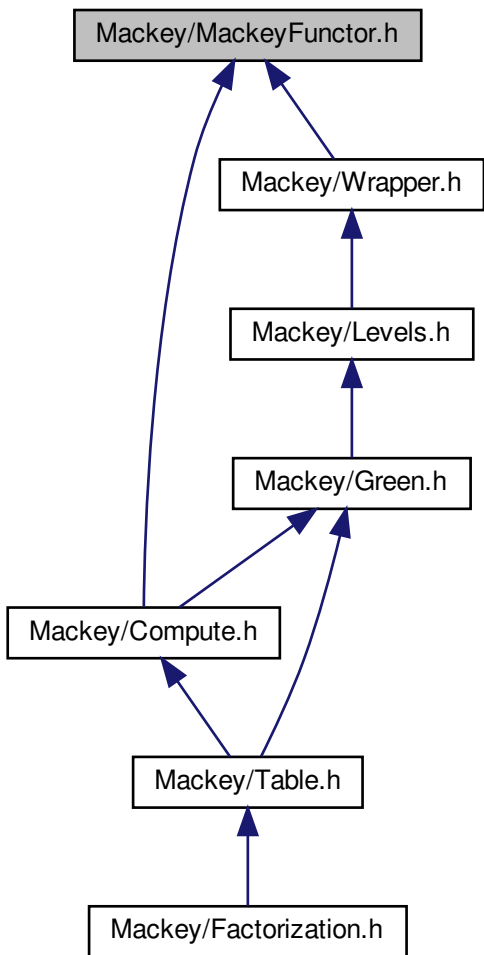 Mackey/MackeyFunctor.h
Mackey/Wrapper.h
Mackey/Levels.h
Mackey/Green.h
Mackey/Compute.h
Mackey/Table.h
Mackey/Factorization.h